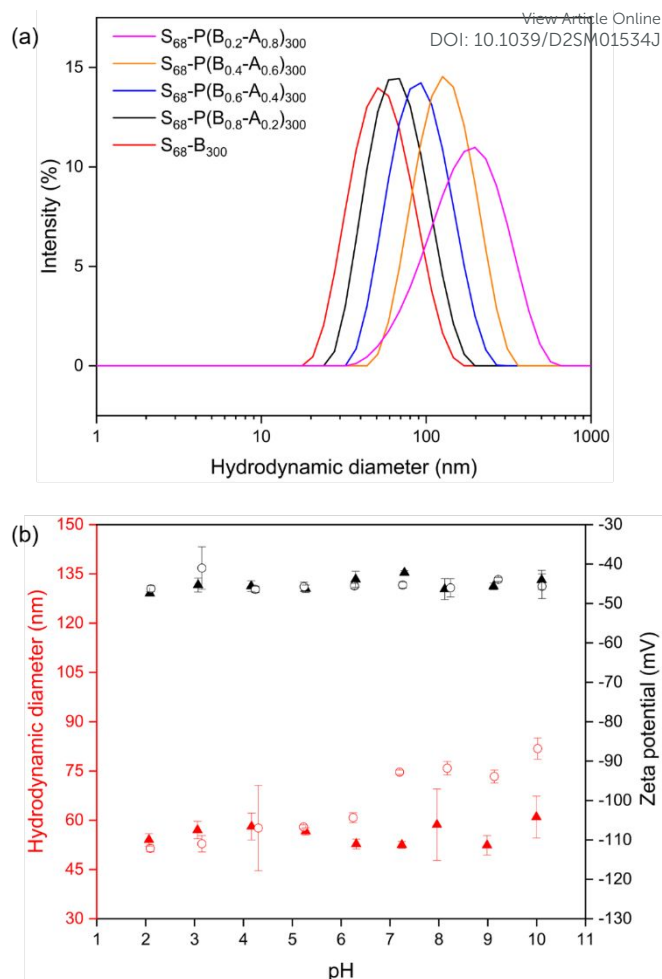 View Article Online
DOI: 10.1039/D2SM01534J
(a)
S₆₈-P(B₀.₂-A₀.₈)₃₀₀
S₆₈-P(B₀.₄-A₀.₆)₃₀₀
S₆₈-P(B₀.₆-A₀.₄)₃₀₀
S₆₈-P(B₀.₈-A₀.₂)₃₀₀
S₆₈-B₃₀₀
15
10
5
0
Intensity (%)
1 10 100 1000
Hydrodynamic diameter (nm)
(b)
150 -30
135 -40
120 -50
105 -60
90 -70
75 -80
60 -90
45 -100
30 -110
-120
-130
Hydrodynamic diameter (nm)
Zeta potential (mV)
1 2 3 4 5 6 7 8 9 10 11
pH